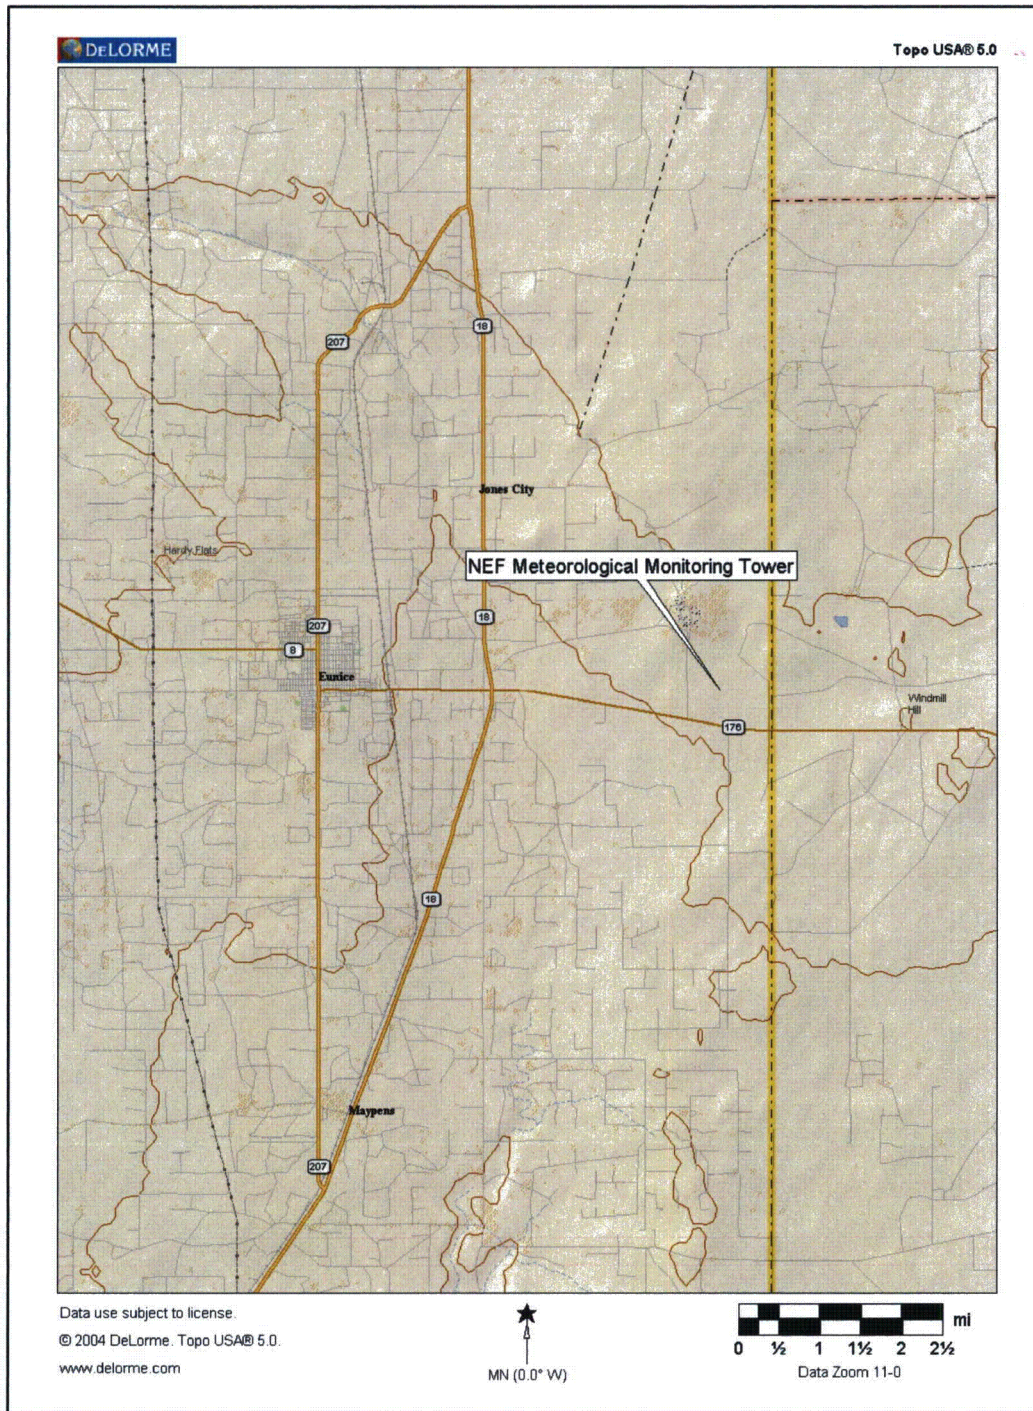 DELORME
Topo USA® 5.0
207
18
Jones City
Hardy Flats
NEF Meteorological Monitoring Tower
207
18
8
Eunice
Windmill
Hill
176
18
Maypens
207
Data use subject to license.
© 2004 DeLorme. Topo USA® 5.0.
www.delorme.com
MN (0.0° W)
mi
0 ½ 1 1½ 2 2½
Data Zoom 11-0